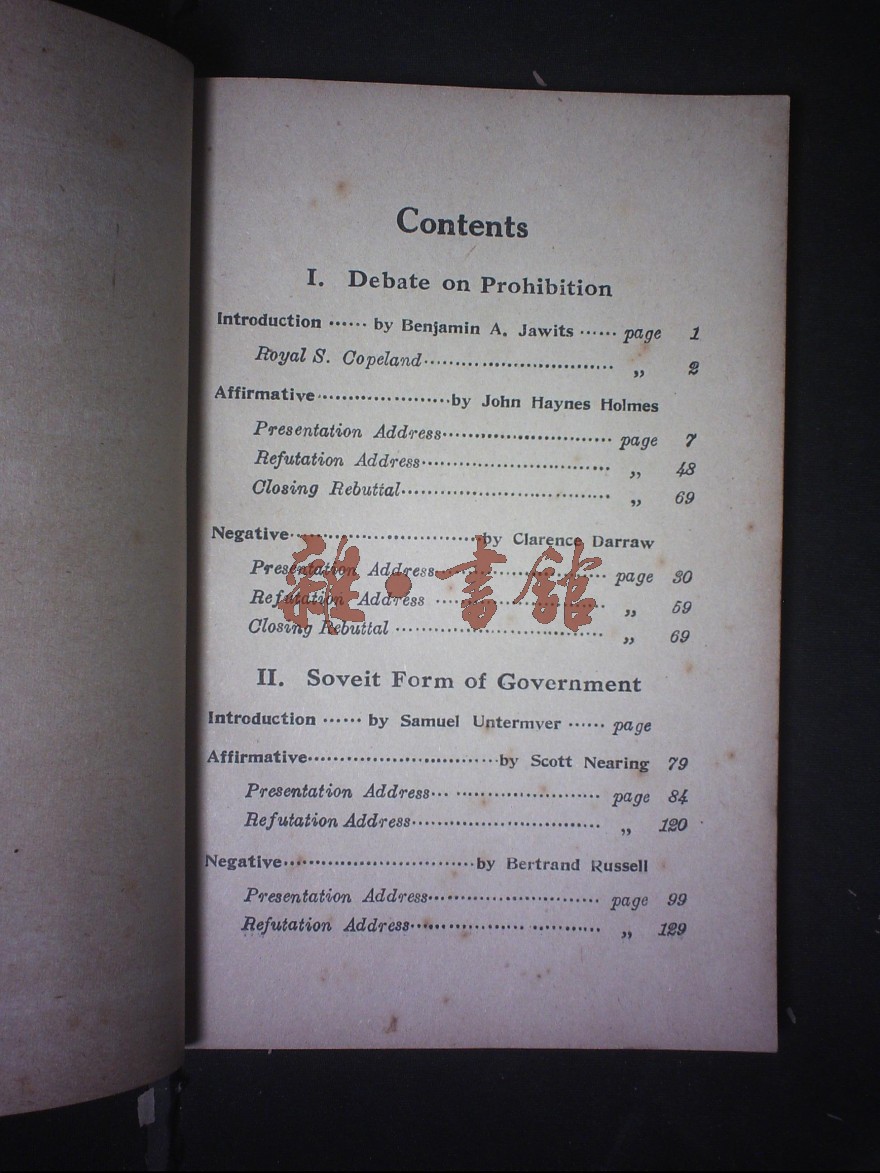 Contents
I. Debate on Prohibition
Introduction ······ by Benjamin A. Jawits ······ page 1
Royal S. Copeland······························ „ 2
Affirmative·····················by John Haynes Holmes
Presentation Address··························· page 7
Refutation Address······························ „ 48
Closing Rebuttal································· „ 69
Negative······························by Clarence Darraw
Presentation Address··························· page 30
Refutation Address ··························· „ 59
Closing Rebuttal ································· „ 69
雜·書館
II. Soveit Form of Government
Introduction ······ by Samuel Untermver ······ page
Affirmative······························by Scott Nearing 79
Presentation Address··· ······················· page 84
Refutation Address······························ „ 120
Negative······························by Bertrand Russell
Presentation Address··························· page 99
Refutation Address·················· ··········· „ 129